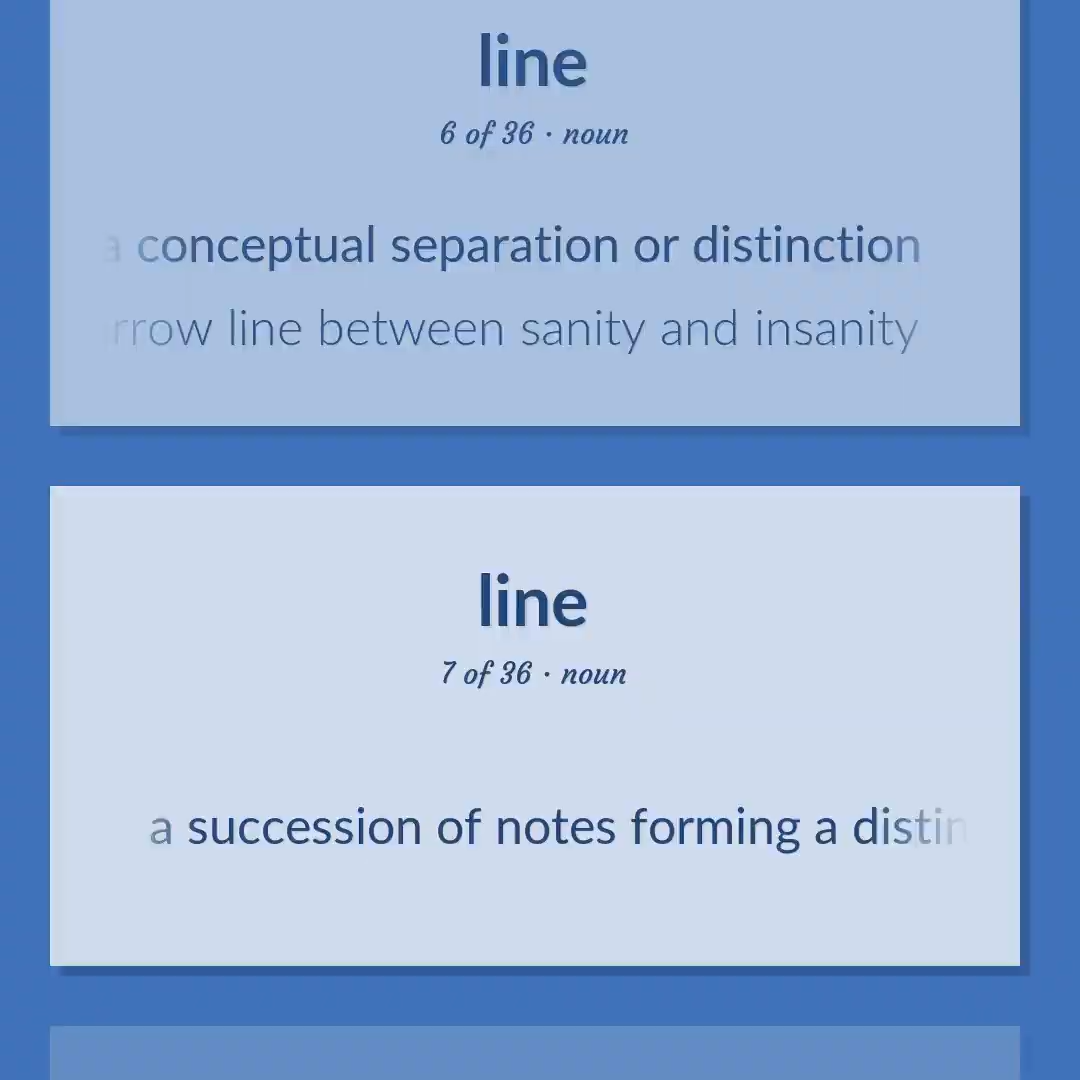 line
6 of 36 · noun
a conceptual separation or distinction
line between sanity and insanity
line
7 of 36 · noun
a succession of notes forming a